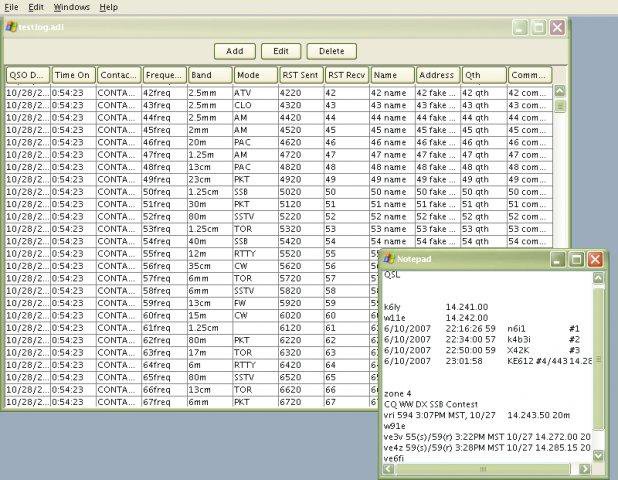 File Edit Windows Help
testlog.adi
Add Edit Delete
QSO D... Time On Contac... Freque... Band Mode RST Sent RST Recv Name Address Qth Comm...
10/28/2... 0:54:23 CONTA... 42freq 2.5mm ATV 4220 42 42 name 42 fake ... 42 qth 42 com...
10/28/2... 0:54:23 CONTA... 43freq 2.5mm CLO 4320 43 43 name 43 fake ... 43 qth 43 com...
10/28/2... 0:54:23 CONTA... 44freq 2.5mm AM 4420 44 44 name 44 fake ... 44 qth 44 com...
10/28/2... 0:54:23 CONTA... 45freq 2mm AM 4520 45 45 name 45 fake ... 45 qth 45 com...
10/28/2... 0:54:23 CONTA... 46freq 20m PAC 4620 46 46 name 46 fake ... 46 qth 46 com...
10/28/2... 0:54:23 CONTA... 47freq 1.25m AM 4720 47 47 name 47 fake ... 47 qth 47 com...
10/28/2... 0:54:23 CONTA... 48freq 13cm PAC 4820 48 48 name 48 fake ... 48 qth 48 com...
10/28/2... 0:54:23 CONTA... 49freq 23cm PKT 4920 49 49 name 49 fake ... 49 qth 49 com...
10/28/2... 0:54:23 CONTA... 50freq 1.25cm SSB 5020 50 50 name 50 fake ... 50 qth 50 com...
10/28/2... 0:54:23 CONTA... 51freq 30m PKT 5120 51 51 name 51 fake ... 51 qth 51 com...
10/28/2... 0:54:23 CONTA... 52freq 80m SSTV 5220 52 52 name 52 fake ... 52 qth 52 com...
10/28/2... 0:54:23 CONTA... 53freq 1.25cm TOR 5320 53 53 name 53 fake ... 53 qth 53 com...
10/28/2... 0:54:23 CONTA... 54freq 40m SSB 5420 54 54 name 54 fake ... 54 qth 54 com...
10/28/2... 0:54:23 CONTA... 55freq 12m RTTY 5520 55
10/28/2... 0:54:23 CONTA... 56freq 35cm CW 5620 56
10/28/2... 0:54:23 CONTA... 57freq 6mm TOR 5720 57
10/28/2... 0:54:23 CONTA... 58freq 6mm SSTV 5820 58
10/28/2... 0:54:23 CONTA... 59freq 13cm FW 5920 59
10/28/2... 0:54:23 CONTA... 60freq 15m CW 6020 60
10/28/2... 0:54:23 CONTA... 61freq 1.25cm 6120 61
10/28/2... 0:54:23 CONTA... 62freq 80m PKT 6220 62
10/28/2... 0:54:23 CONTA... 63freq 17m TOR 6320 63
10/28/2... 0:54:23 CONTA... 64freq 6m RTTY 6420 64
10/28/2... 0:54:23 CONTA... 65freq 80m SSTV 6520 65
10/28/2... 0:54:23 CONTA... 66freq 13cm TOR 6620 66
10/28/2... 0:54:23 CONTA... 67freq 6mm PKT 6720 67
Notepad
QSL
k6ly 14.241.00
w11e 14.242.00
6/10/2007 22:16:26 59 n6i1 #1
6/10/2007 22:34:00 57 k4b3i #2
6/10/2007 22:50:00 59 X42K #3
6/10/2007 23:01:58 KE612 #4/443 14.28
zone 4
CQ WW DX SSB Contest
vri 594 3:07PM MST, 10/27 14.243.50 20m
w91e
ve3v 55(s)/59(r) 3:22PM MST 10/27 14.272.00 20
ve4z 59(s)/59(r) 3:28PM MST 10/27 14.285.15 20
ve6fi